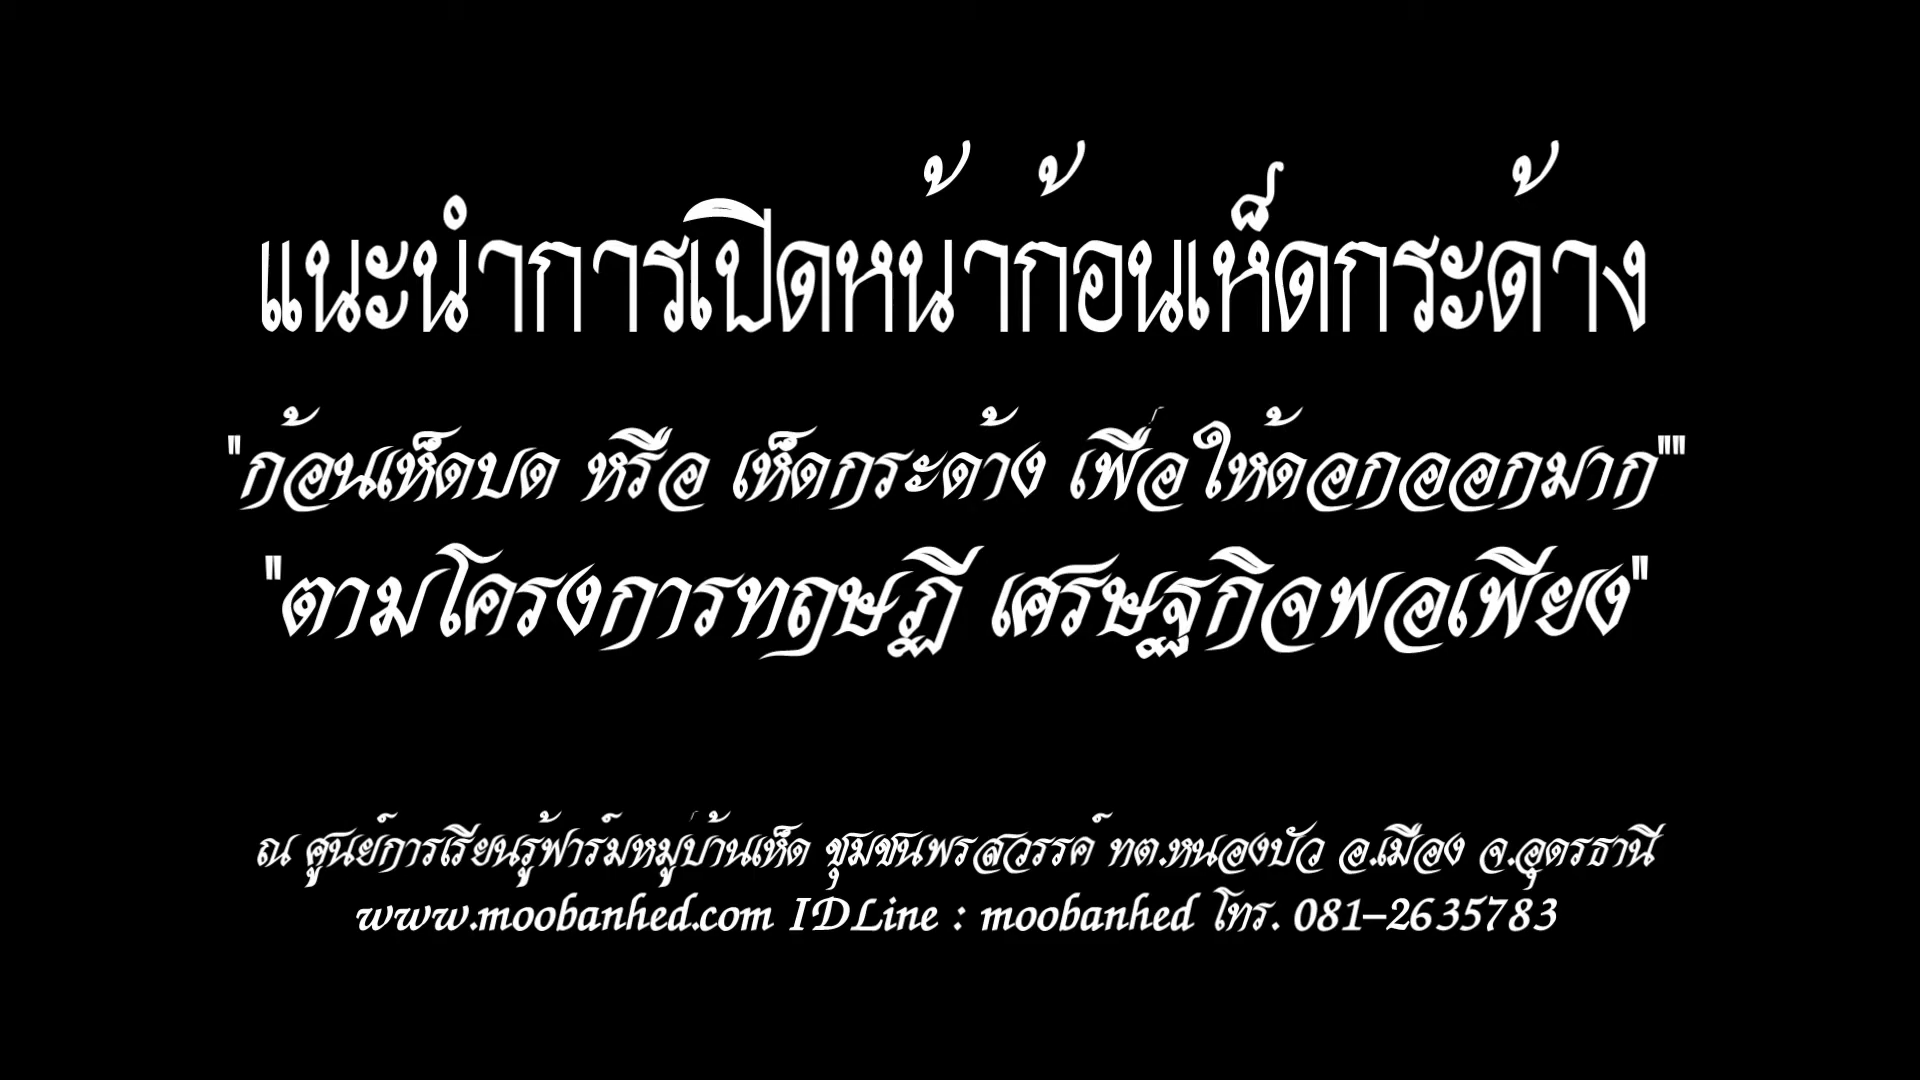 แนะนำการเปิดหน้าก้อนเห็ดกระด้าง
"ก้อนเห็ดบด หรือ เห็ดกระด้าง เพื่อให้ดอกออกมาก""
"ตามโครงการทฤษฏี เศรษฐกิจพอเพียง"
ณ ศูนย์การเรียนรู้ฟาร์มหมู่บ้านเห็ด ชุมชนพรสวรรค์ ทต.หนองบัว อ.เมือง จ.อุดรธานี
www.moobanhed.com IDLine : moobanhed โทร. 081-2635783